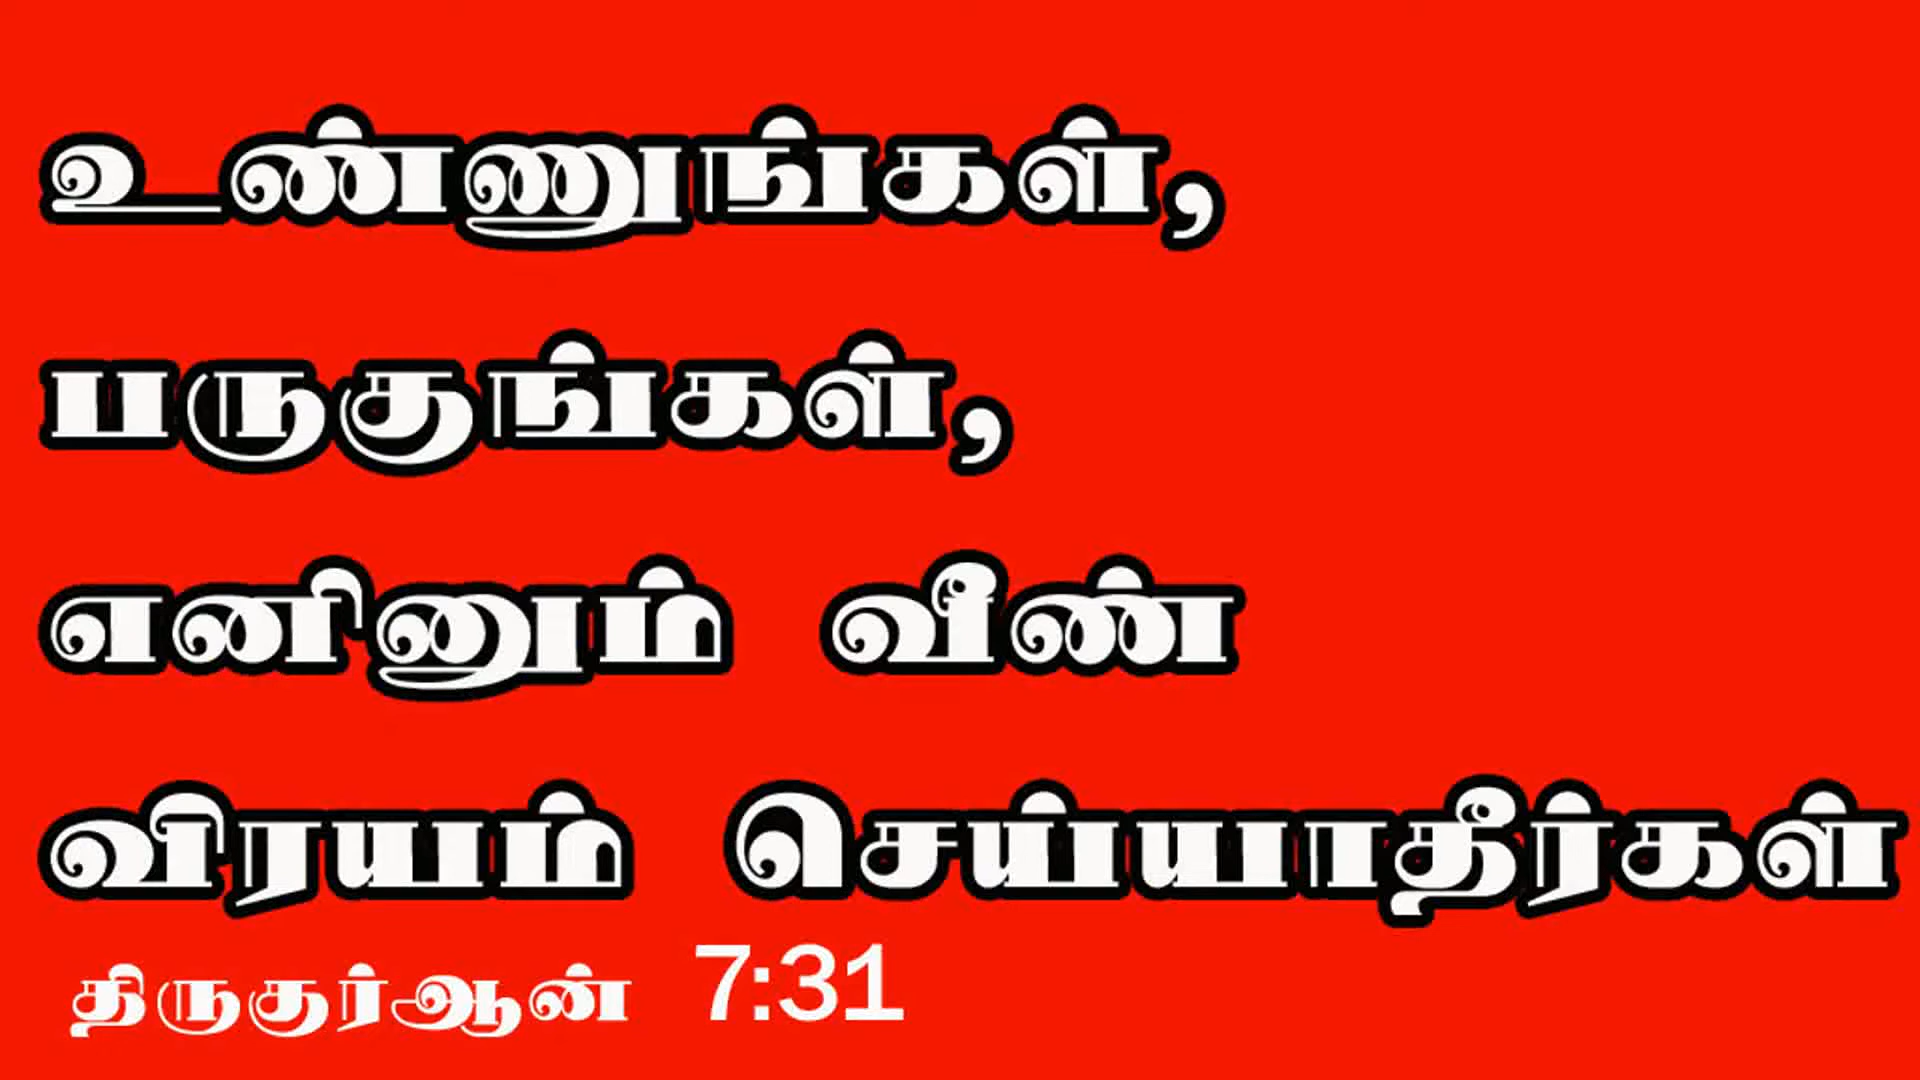 உண்ணுங்கள்,
பருகுங்கள்,
எனினும் வீண்
விரயம் செய்யாதீர்கள்
திருகுர்ஆன் 7:31